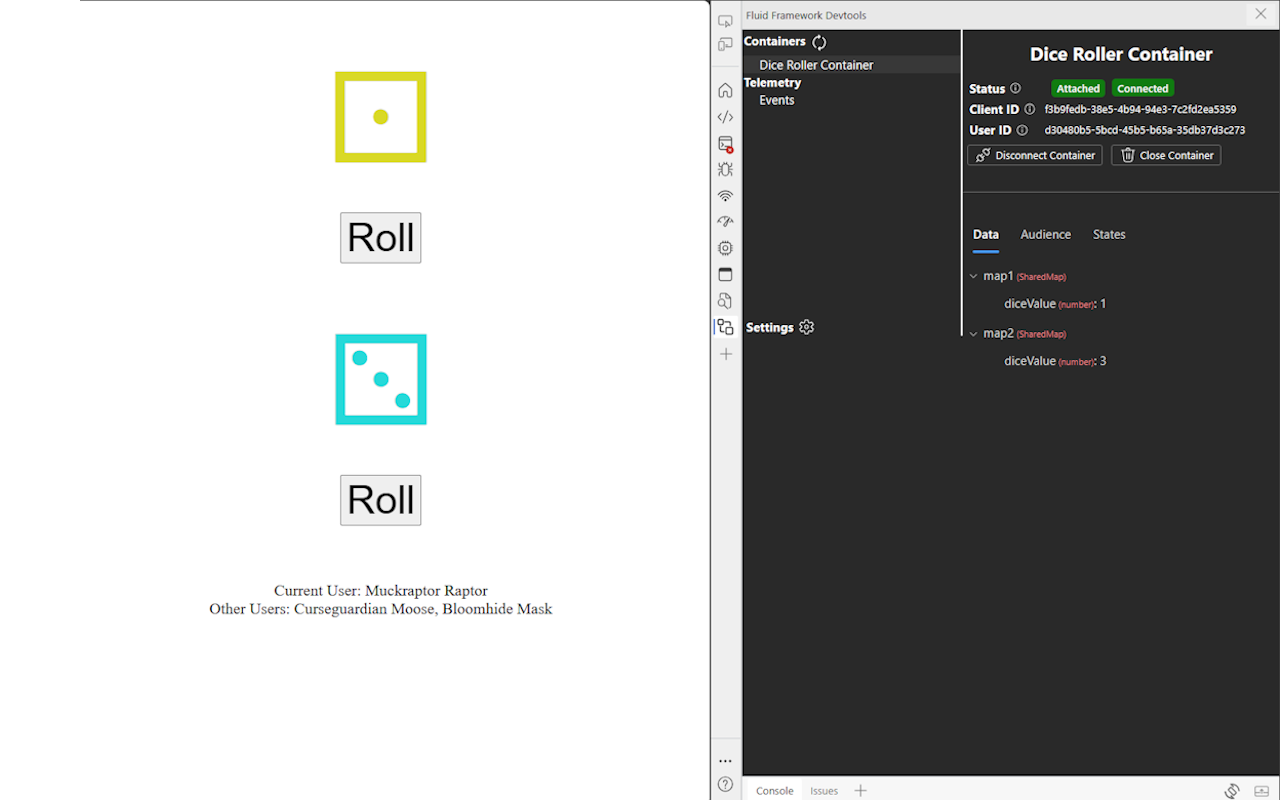 Roll
Roll
Current User: Muckraptor Raptor
Other Users: Curseguardian Moose, Bloomhide Mask
Fluid Framework Devtools
Containers
Dice Roller Container
Telemetry
Events
Settings
Dice Roller Container
Status Attached Connected
Client ID f3b9fedb-38e5-4b94-94e3-7c2fd2ea5359
User ID d30480b5-5bcd-45b5-b65a-35db37d3c273
Disconnect Container Close Container
Data Audience States
map1 (SharedMap)
diceValue (number): 1
map2 (SharedMap)
diceValue (number): 3
Console Issues